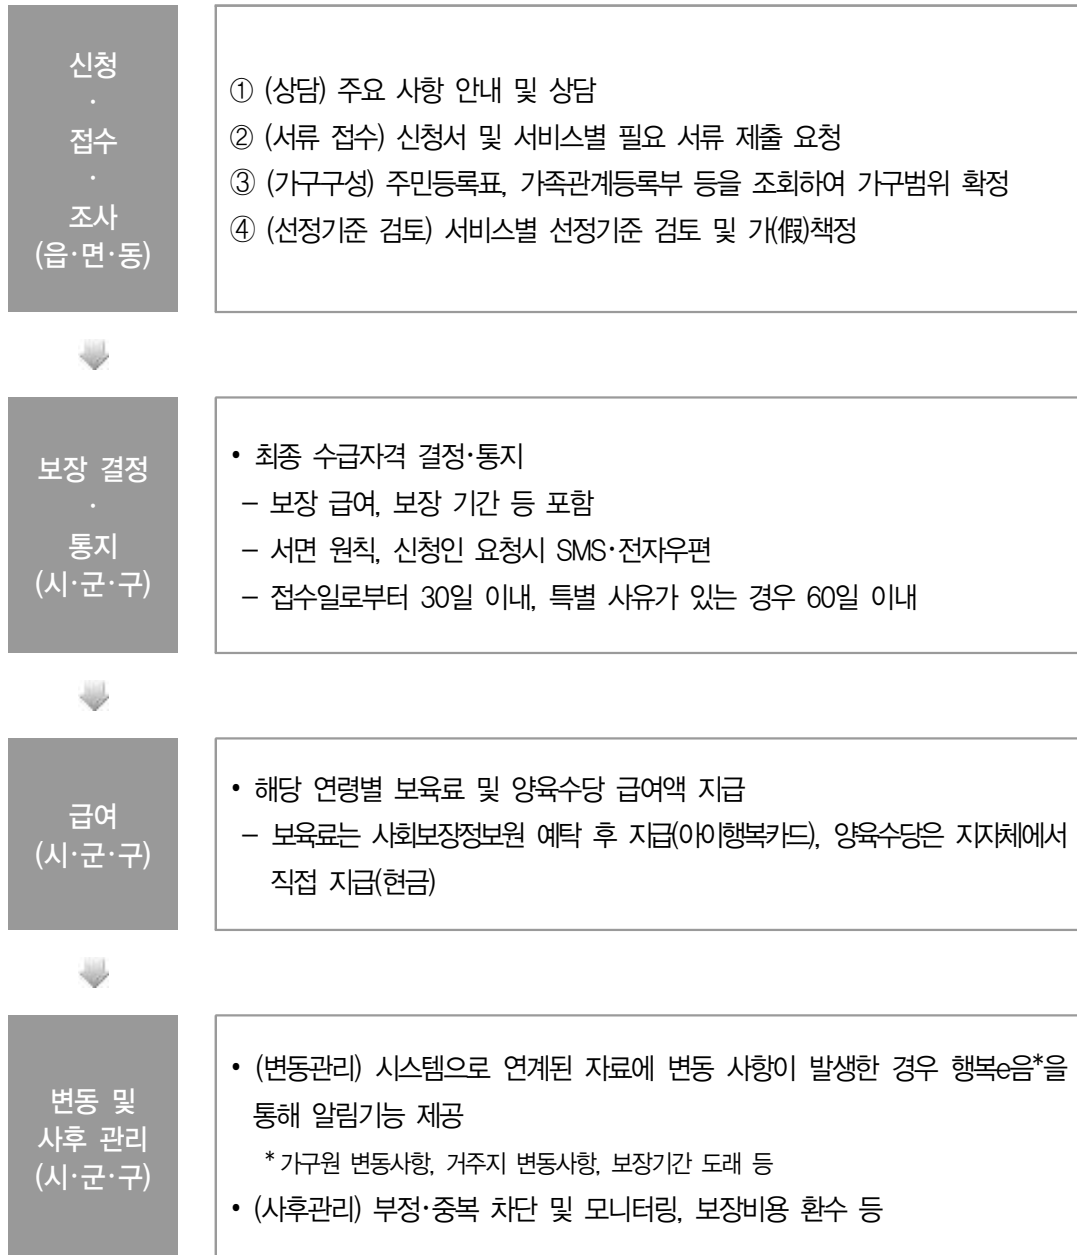 신청
·
접수
·
조사
(읍·면·동)
① (상담) 주요 사항 안내 및 상담
② (서류 접수) 신청서 및 서비스별 필요 서류 제출 요청
③ (가구구성) 주민등록표, 가족관계등록부 등을 조회하여 가구범위 확정
④ (선정기준 검토) 서비스별 선정기준 검토 및 가(假)책정
보장 결정
·
통지
(시·군·구)
• 최종 수급자격 결정·통지
– 보장 급여, 보장 기간 등 포함
– 서면 원칙, 신청인 요청시 SMS·전자우편
– 접수일로부터 30일 이내, 특별 사유가 있는 경우 60일 이내
급여
(시·군·구)
• 해당 연령별 보육료 및 양육수당 급여액 지급
– 보육료는 사회보장정보원 예탁 후 지급(아이행복카드), 양육수당은 지자체에서
직접 지급(현금)
변동 및
사후 관리
(시·군·구)
• (변동관리) 시스템으로 연계된 자료에 변동 사항이 발생한 경우 행복e음*을
통해 알림기능 제공
* 가구원 변동사항, 거주지 변동사항, 보장기간 도래 등
• (사후관리) 부정·중복 차단 및 모니터링, 보장비용 환수 등